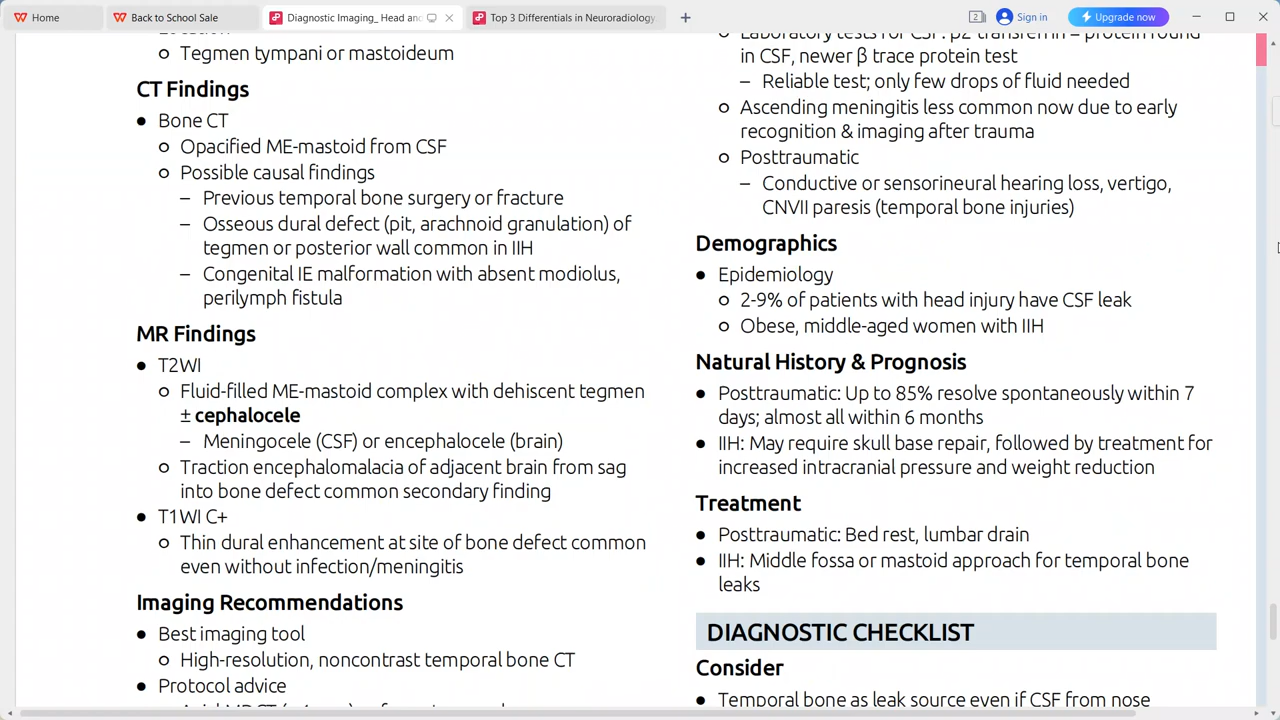 Home
Back to School Sale
Diagnostic Imaging_ Head and
Top 3 Differentials in Neuroradiology.
2
Sign in
Upgrade now
Tegmen tympani or mastoideum
CT Findings
Bone CT
Opacified ME-mastoid from CSF
Possible causal findings
– Previous temporal bone surgery or fracture
– Osseous dural defect (pit, arachnoid granulation) of
tegmen or posterior wall common in IIH
– Congenital IE malformation with absent modiolus,
perilymph fistula
MR Findings
T2WI
Fluid-filled ME-mastoid complex with dehiscent tegmen
± cephalocele
– Meningocele (CSF) or encephalocele (brain)
Traction encephalomalacia of adjacent brain from sag
into bone defect common secondary finding
T1WI C+
Thin dural enhancement at site of bone defect common
even without infection/meningitis
Imaging Recommendations
Best imaging tool
High-resolution, noncontrast temporal bone CT
Protocol advice
in CSF, newer β trace protein test
– Reliable test; only few drops of fluid needed
Ascending meningitis less common now due to early
recognition & imaging after trauma
Posttraumatic
– Conductive or sensorineural hearing loss, vertigo,
CNVII paresis (temporal bone injuries)
Demographics
Epidemiology
2-9% of patients with head injury have CSF leak
Obese, middle-aged women with IIH
Natural History & Prognosis
Posttraumatic: Up to 85% resolve spontaneously within 7
days; almost all within 6 months
IIH: May require skull base repair, followed by treatment for
increased intracranial pressure and weight reduction
Treatment
Posttraumatic: Bed rest, lumbar drain
IIH: Middle fossa or mastoid approach for temporal bone
leaks
DIAGNOSTIC CHECKLIST
Consider
Temporal bone as leak source even if CSF from nose